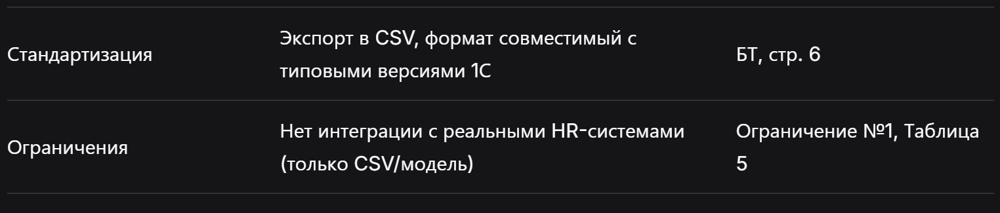 Стандартизация
Экспорт в CSV, формат совместимый с
типовыми версиями 1С
БТ, стр. 6
Ограничения
Нет интеграции с реальными HR-системами
(только CSV/модель)
Ограничение №1, Таблица
5